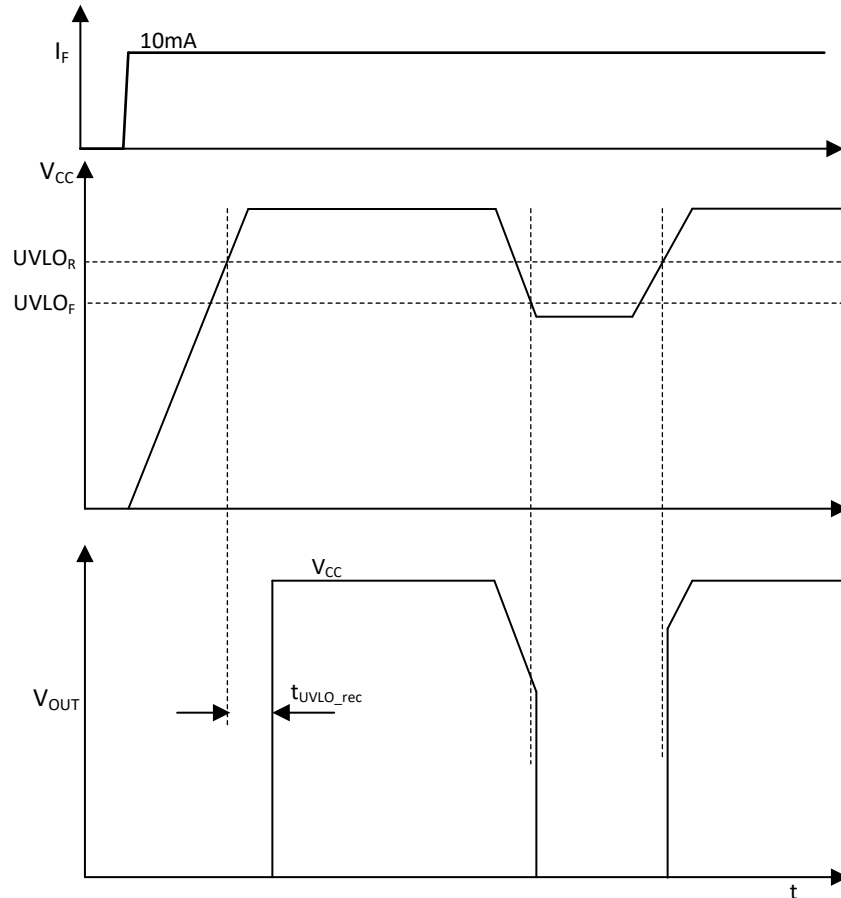 10mA
I_F
V_CC
UVLO_R
UVLO_F
V_CC
t_UVLO_rec
V_OUT
t